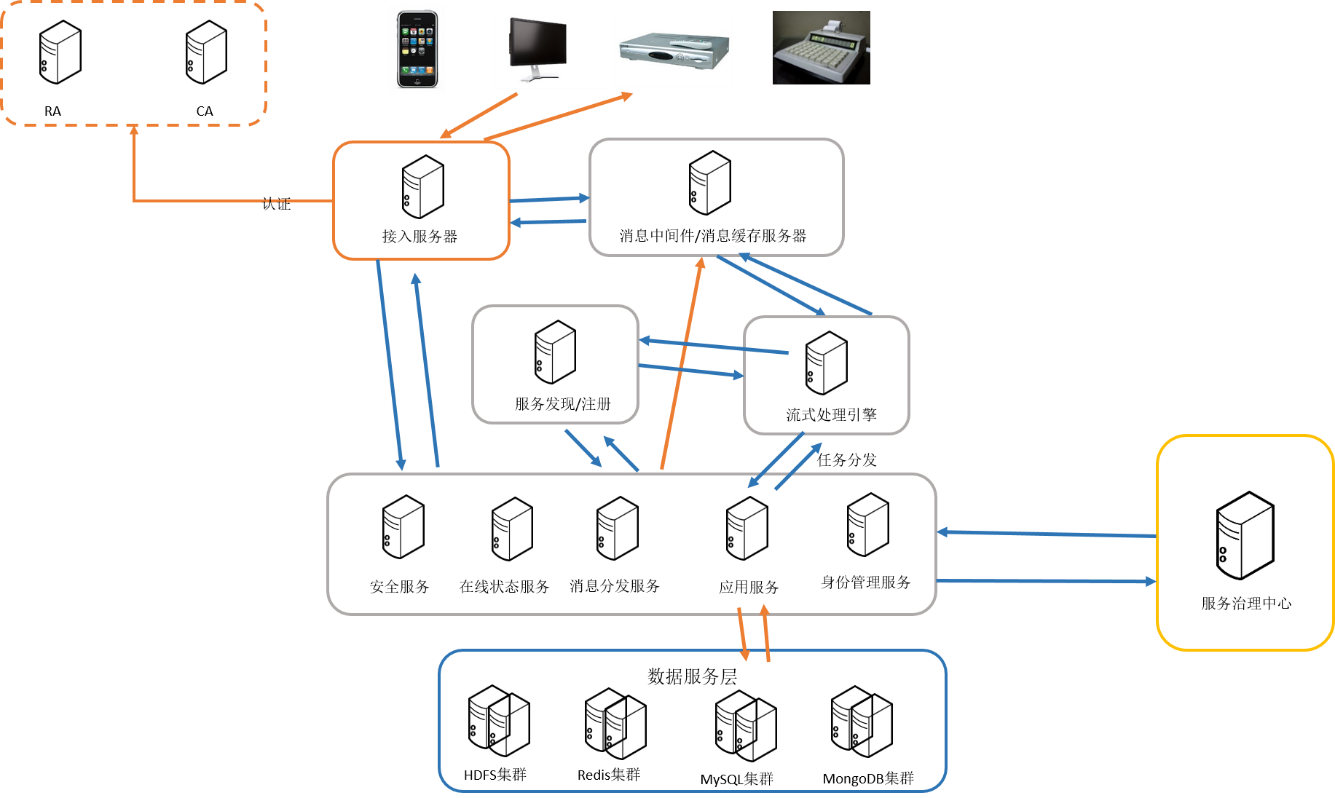 RA
CA
认证
接入服务器
消息中间件/消息缓存服务器
服务发现/注册
流式处理引擎
任务分发
安全服务
在线状态服务
消息分发服务
应用服务
身份管理服务
服务治理中心
数据服务层
HDFS集群
Redis集群
MySQL集群
MongoDB集群